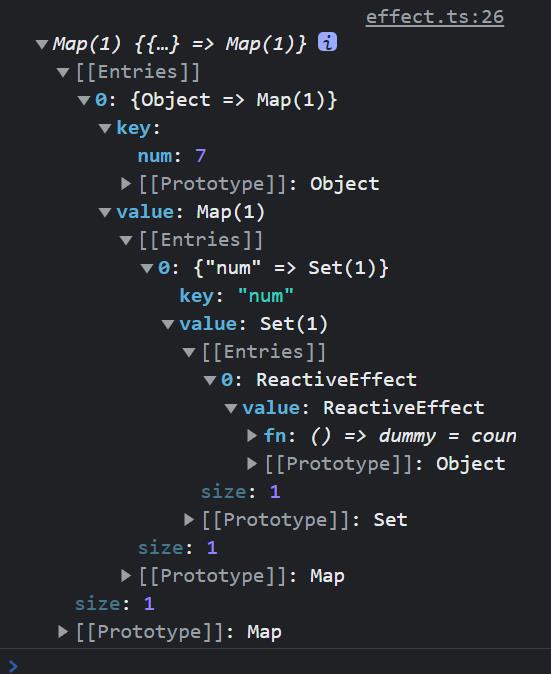 effect.ts:26
Map(1) {{…} => Map(1)} i
[[Entries]]
0: {Object => Map(1)}
key:
num: 7
[[Prototype]]: Object
value: Map(1)
[[Entries]]
0: {"num" => Set(1)}
key: "num"
value: Set(1)
[[Entries]]
0: ReactiveEffect
value: ReactiveEffect
fn: () => dummy = coun
[[Prototype]]: Object
size: 1
[[Prototype]]: Set
size: 1
[[Prototype]]: Map
size: 1
[[Prototype]]: Map
>